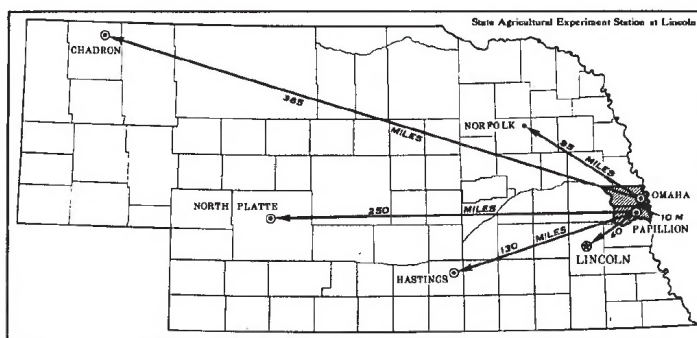 State Agricultural Experiment Station at Lincoln
CHADRON
365 MILES
NORFOLK
95 MILES
OMAHA
NORTH PLATTE
250 MILES
10 M
PAPILLION
130 MILES
LINCOLN
HASTINGS